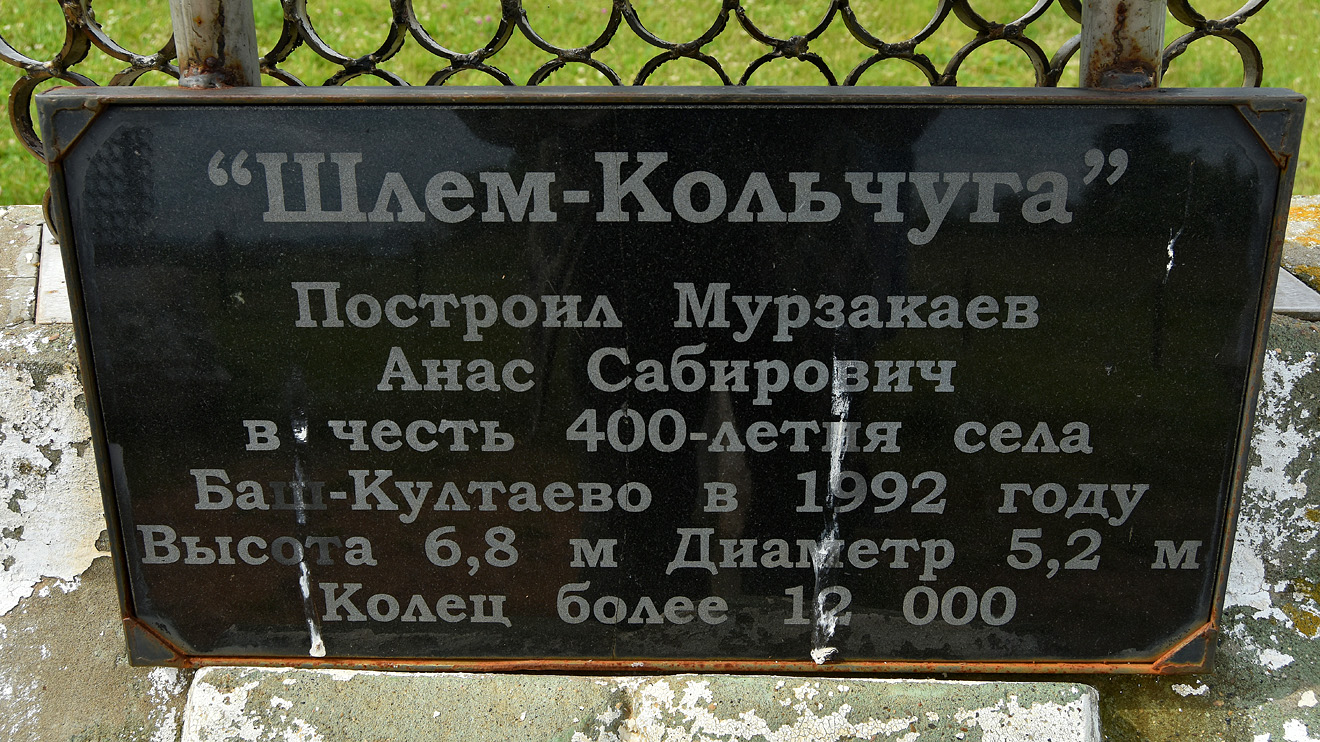 “Шлем-Кольчуга”
Построил Мурзакаев
Анас Сабирович
в честь 400-летия села
Баш-Култаево в 1992 году
Высота 6,8 м Диаметр 5,2 м
Колец более 12 000